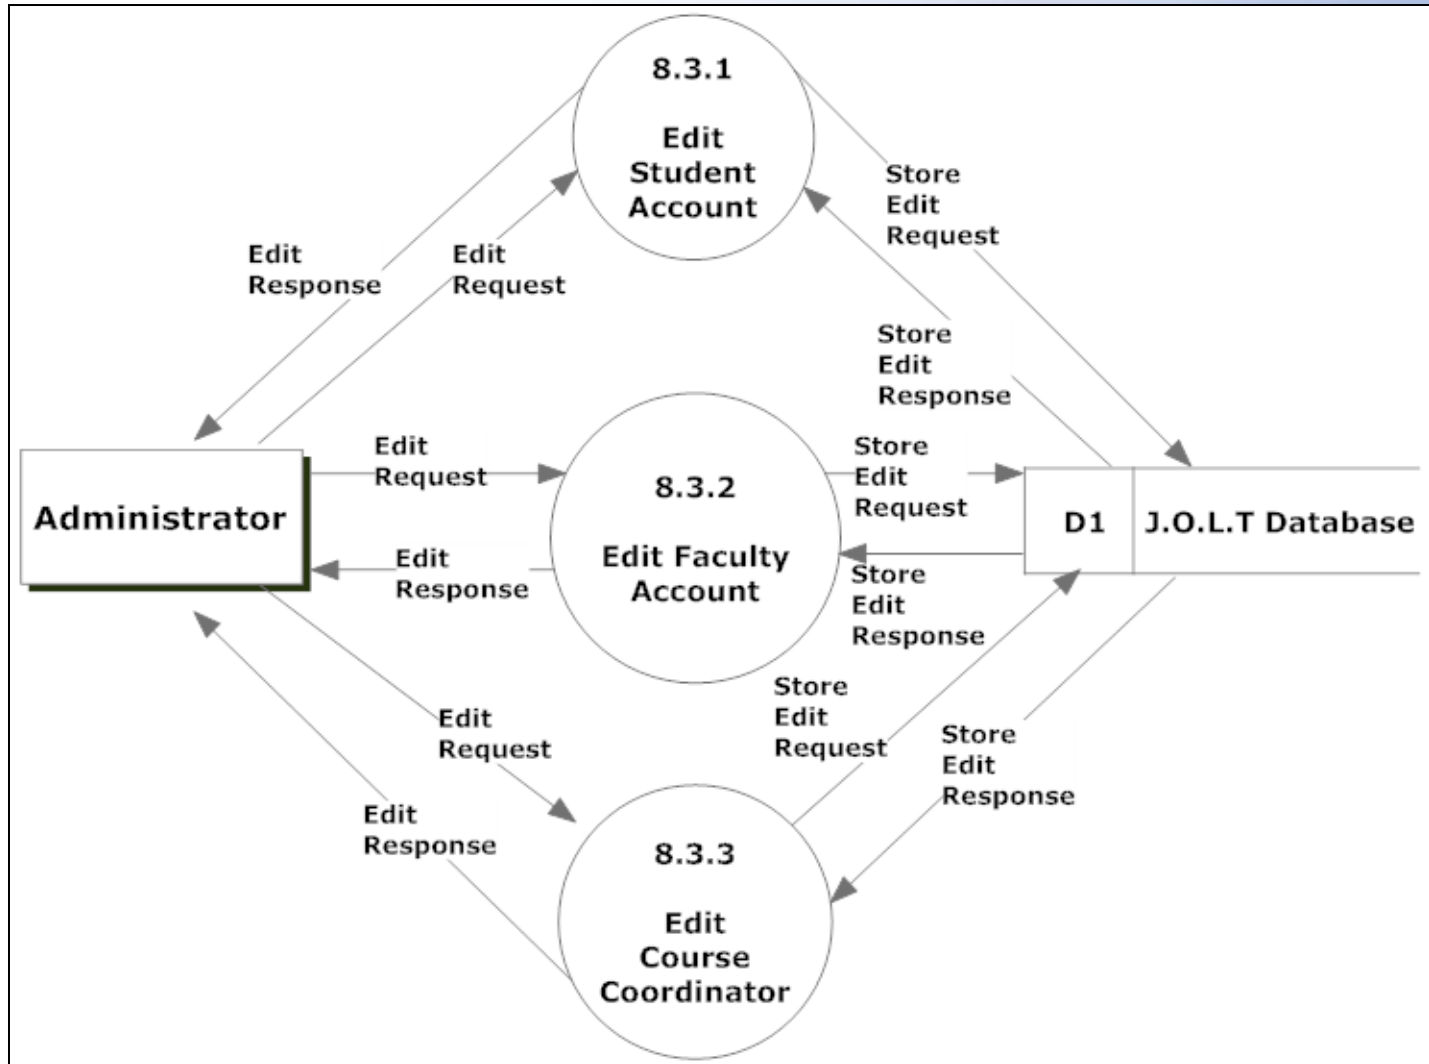 8.3.1
Edit
Student
Account
Store
Edit
Request
Edit
Response
Edit
Request
Store
Edit
Response
Edit
Request
Store
Edit
Request
8.3.2
Edit Faculty
Account
Administrator
D1
J.O.L.T Database
Edit
Response
Store
Edit
Response
Store
Edit
Request
Edit
Request
Store
Edit
Response
Edit
Response
8.3.3
Edit
Course
Coordinator